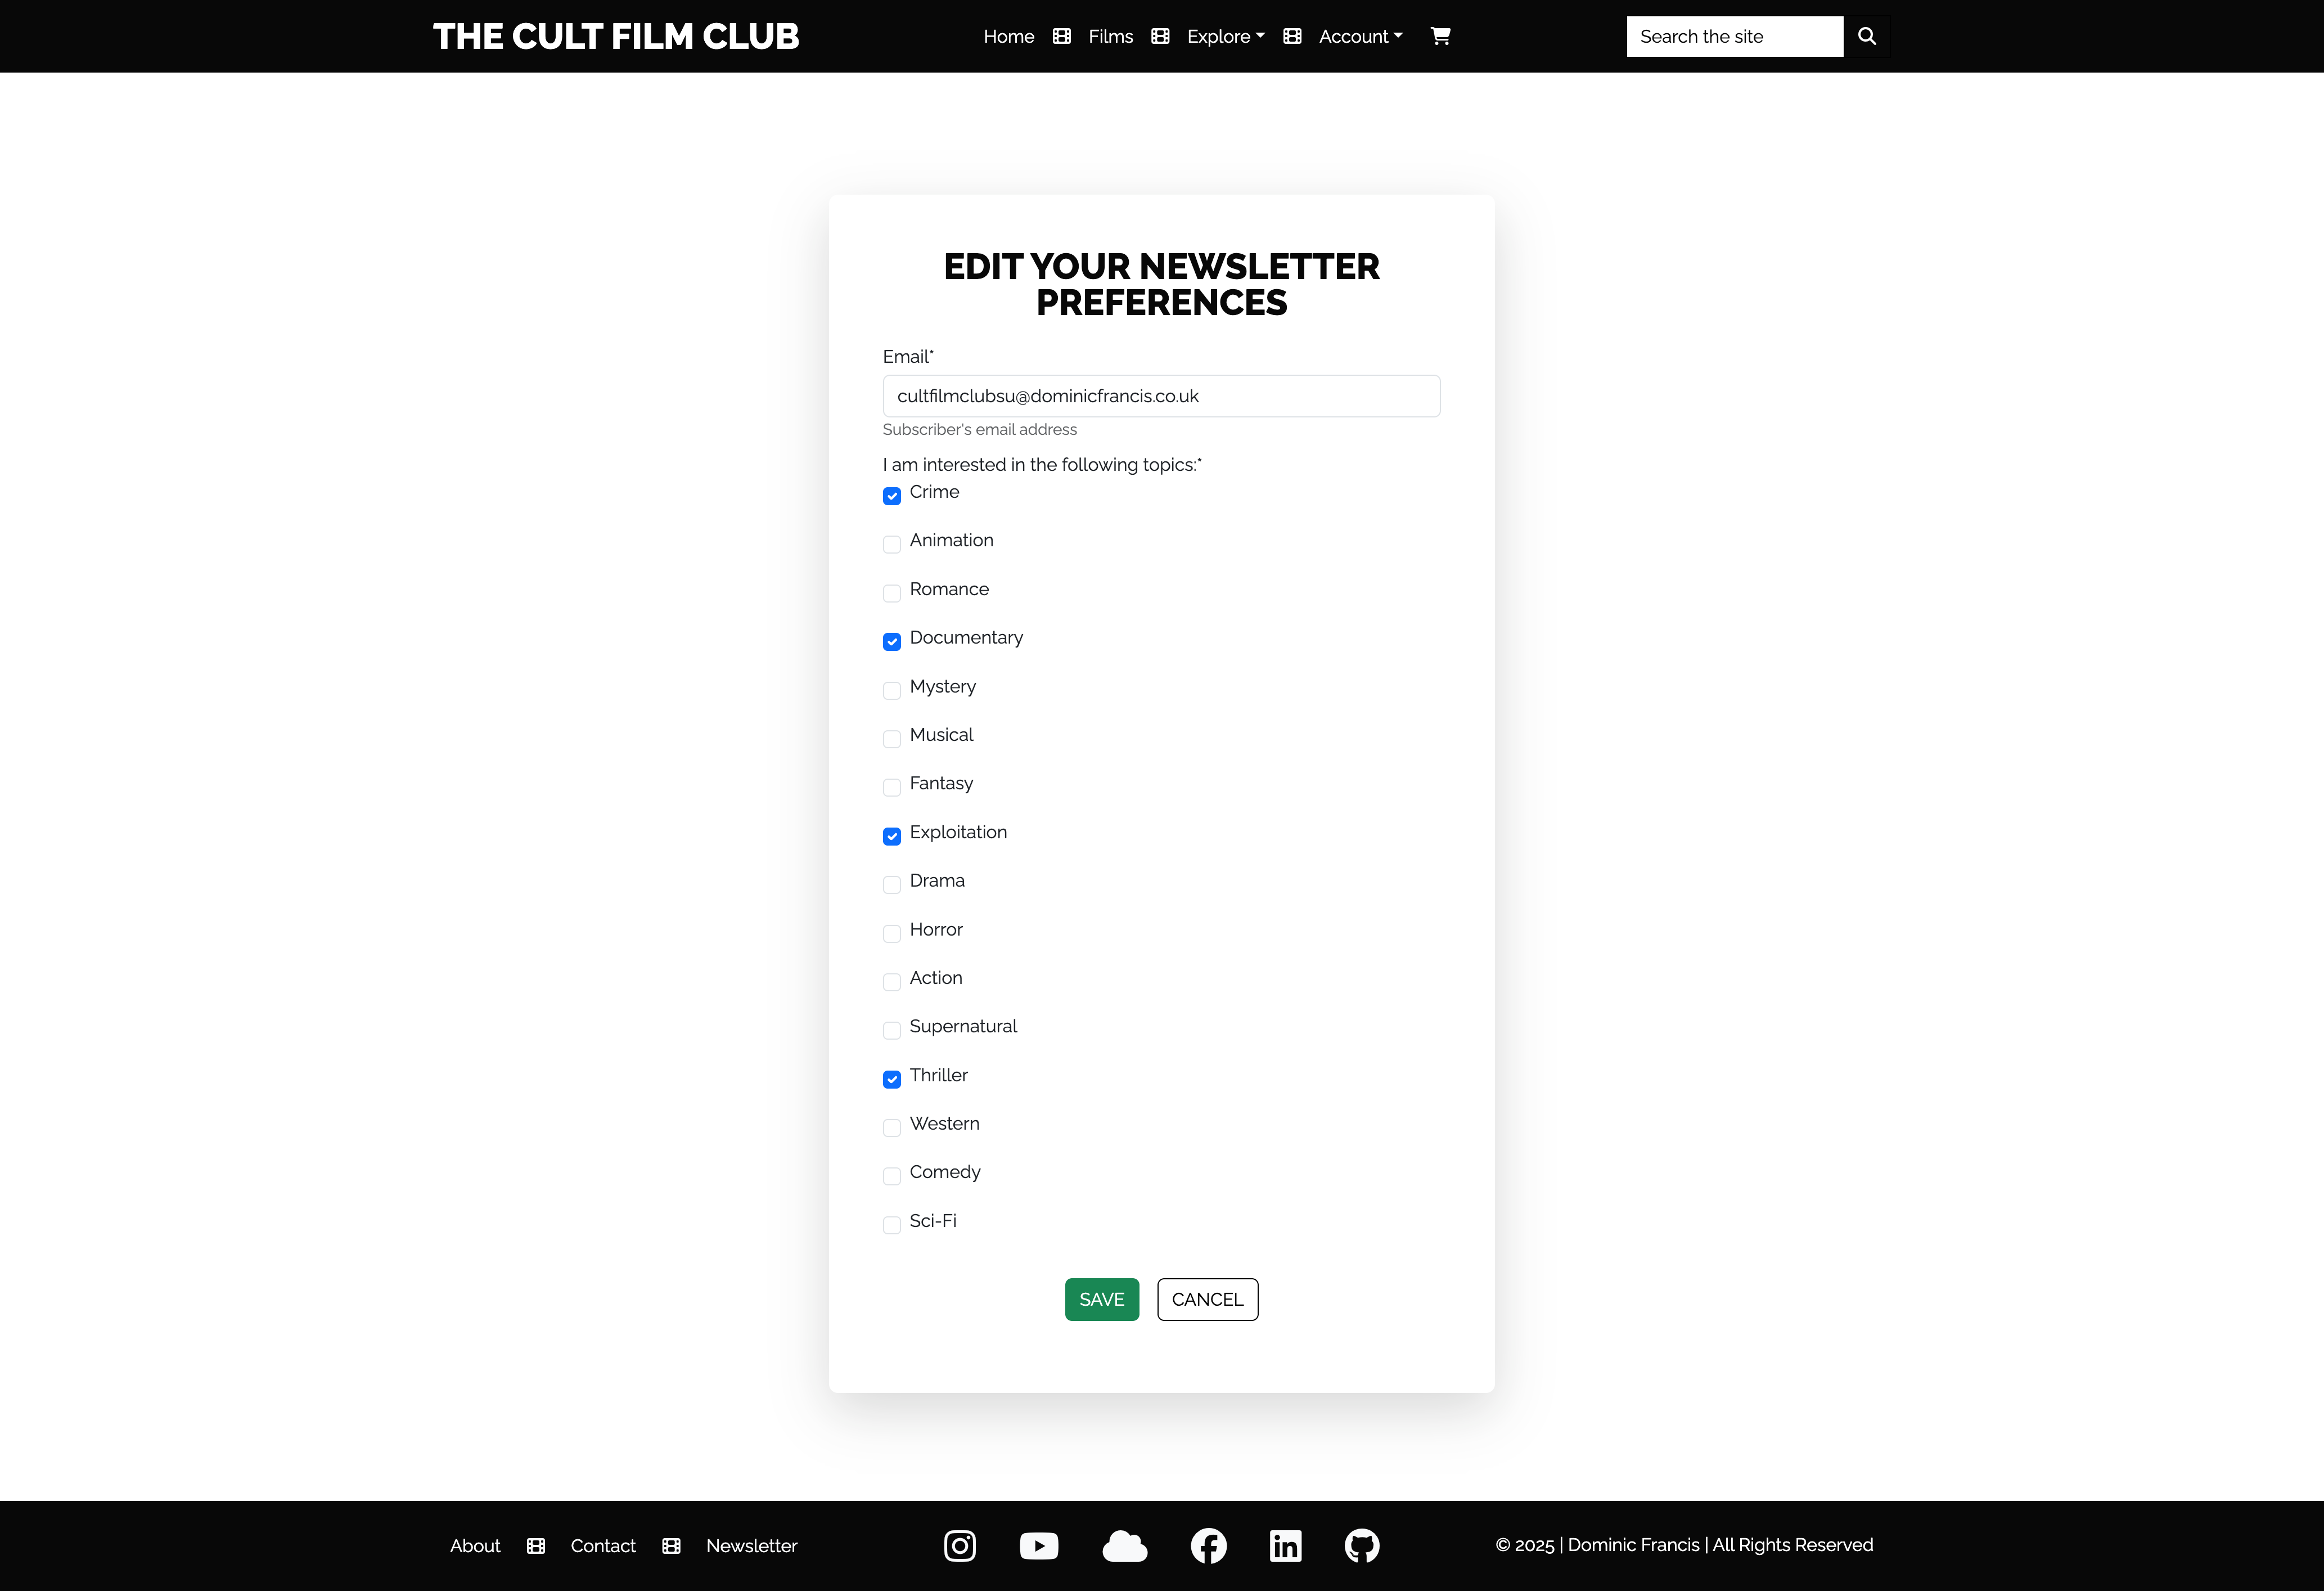 THE CULT FILM CLUB
Home Films Explore Account
Search the site
EDIT YOUR NEWSLETTER
PREFERENCES
Email*
cultfilmclubsu@dominicfrancis.co.uk
Subscriber's email address
I am interested in the following topics:*
Crime
Animation
Romance
Documentary
Mystery
Musical
Fantasy
Exploitation
Drama
Horror
Action
Supernatural
Thriller
Western
Comedy
Sci-Fi
SAVE CANCEL
About Contact Newsletter
© 2025 | Dominic Francis | All Rights Reserved